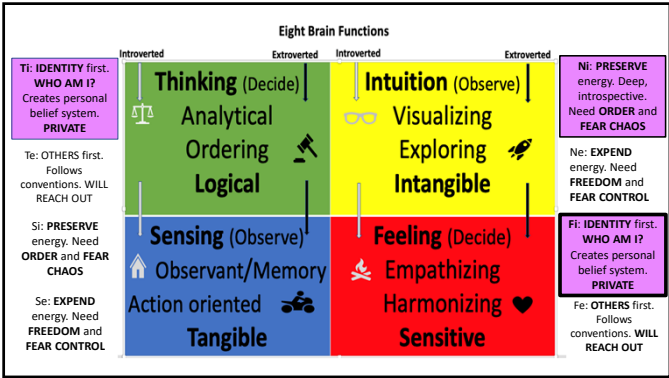 Eight Brain Functions
Introverted
Extroverted
Introverted
Extroverted
Ti: IDENTITY first.
WHO AM I?
Creates personal
belief system.
PRIVATE
Te: OTHERS first.
Follows
conventions. WILL
REACH OUT
Si: PRESERVE
energy. Need
ORDER and FEAR
CHAOS
Se: EXPEND
energy. Need
FREEDOM and
FEAR CONTROL
Thinking (Decide)
Analytical
Ordering
Logical
Intuition (Observe)
Visualizing
Exploring
Intangible
Sensing (Observe)
Observant/Memory
Action oriented
Tangible
Feeling (Decide)
Empathizing
Harmonizing
Sensitive
Ni: PRESERVE
energy. Deep,
introspective.
Need ORDER and
FEAR CHAOS
Ne: EXPEND
energy. Need
FREEDOM and
FEAR CONTROL
Fi: IDENTITY first.
WHO AM I?
Creates personal
belief system.
PRIVATE
Fe: OTHERS first.
Follows
conventions. WILL
REACH OUT